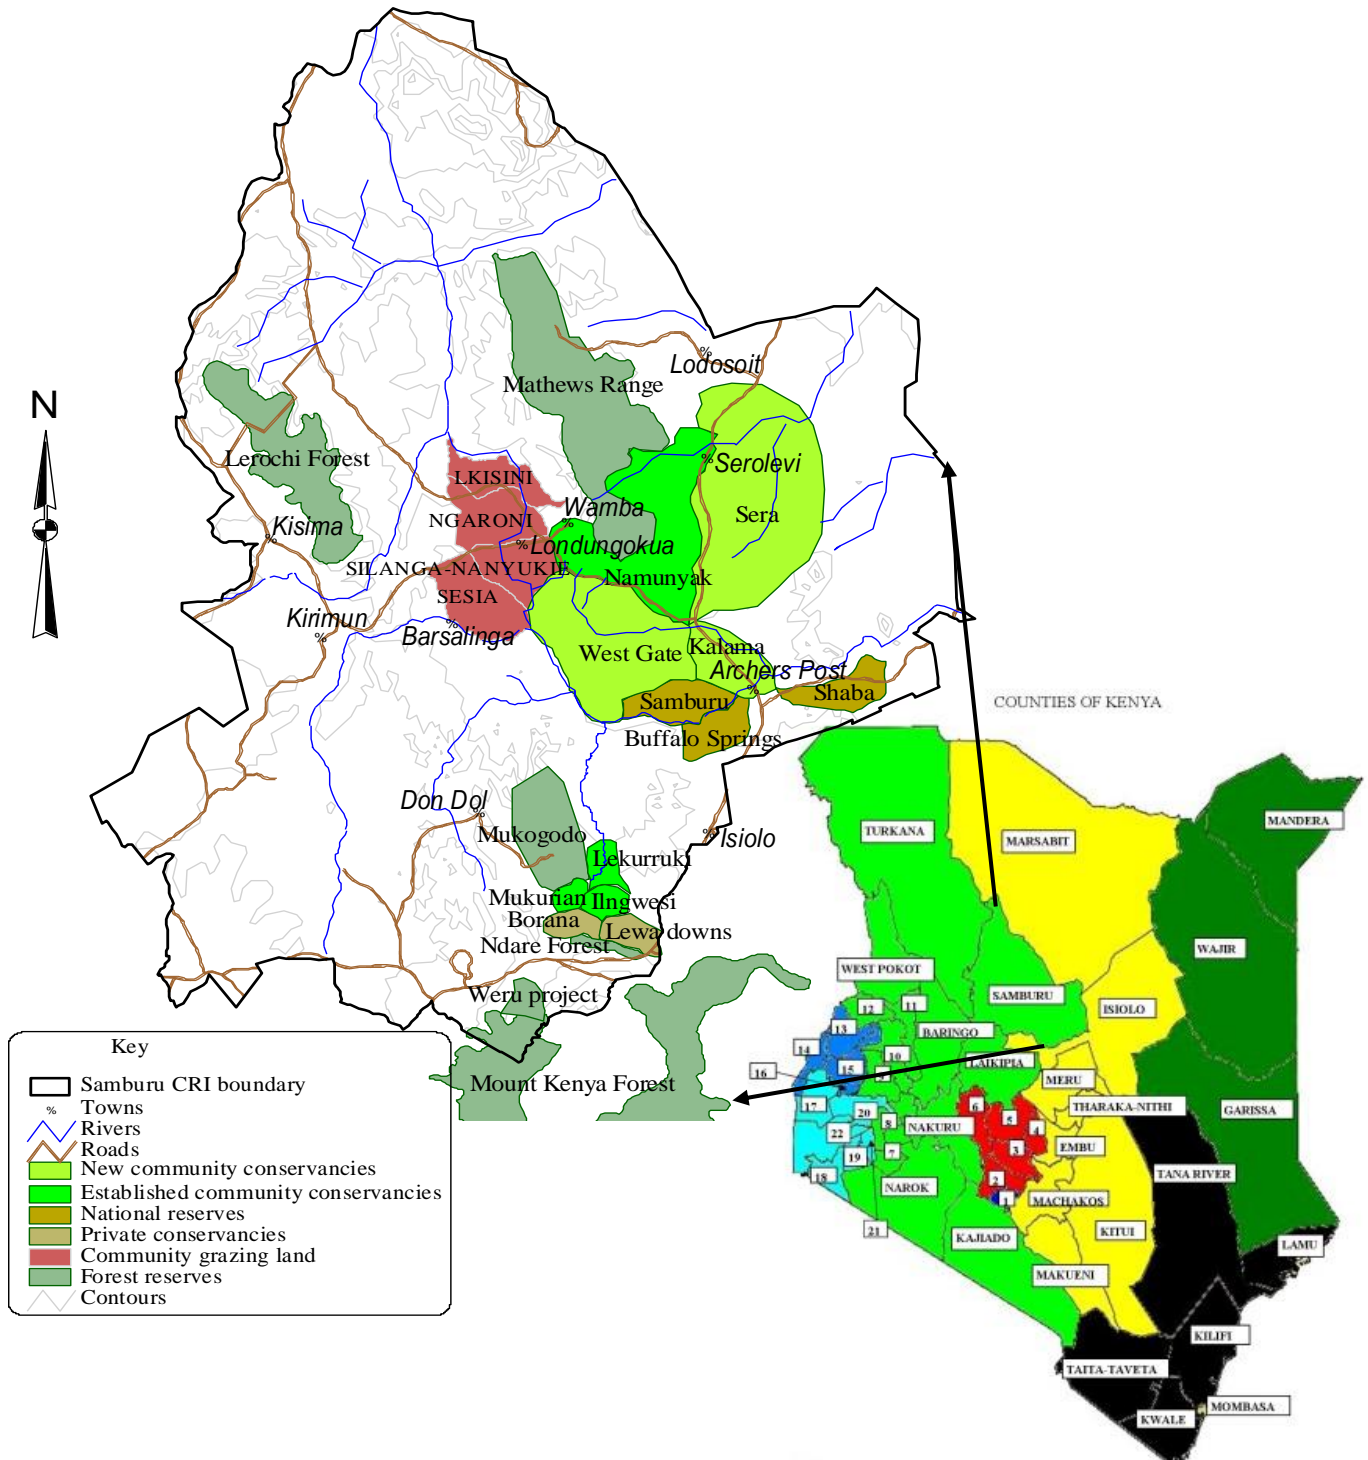 N
Lodosoit
Mathews Range
Lerochi Forest
Serolevi
LKISINI
Wamba
Sera
NGARONI
Kisima
Londungokua
SILANGA-NANYUKIE
Namunyak
SESIA
Kirimun
Barsalinga
West Gate
Kalama
Archers Post
Samburu
Shaba
Buffalo Springs
Don Dol
Mukogodo
Isiolo
Lekurruki
Mukurian
Ilngwesi
Borana
Lewa downs
Ndare Forest
Weru project
Mount Kenya Forest
Key
Samburu CRI boundary
% Towns
Rivers
Roads
New community conservancies
Established community conservancies
National reserves
Private conservancies
Community grazing land
Forest reserves
Contours
COUNTIES OF KENYA
TURKANA
MARSABIT
MANDERA
WAJIR
WEST POKOT
SAMBURU
ISIOLO
12
11
13
BARINGO
14
10
LAIKIPIA
16
15
9
MERU
17
20
6
5
THARAKA-NITHI
GARISSA
22
8
NAKURU
4
3
EMBU
19
7
18
2
TANA RIVER
NAROK
1
MACHAKOS
21
KAJIADO
KITUI
LAMU
MAKUENI
KILIFI
TAITA-TAVETA
MOMBASA
KWALE